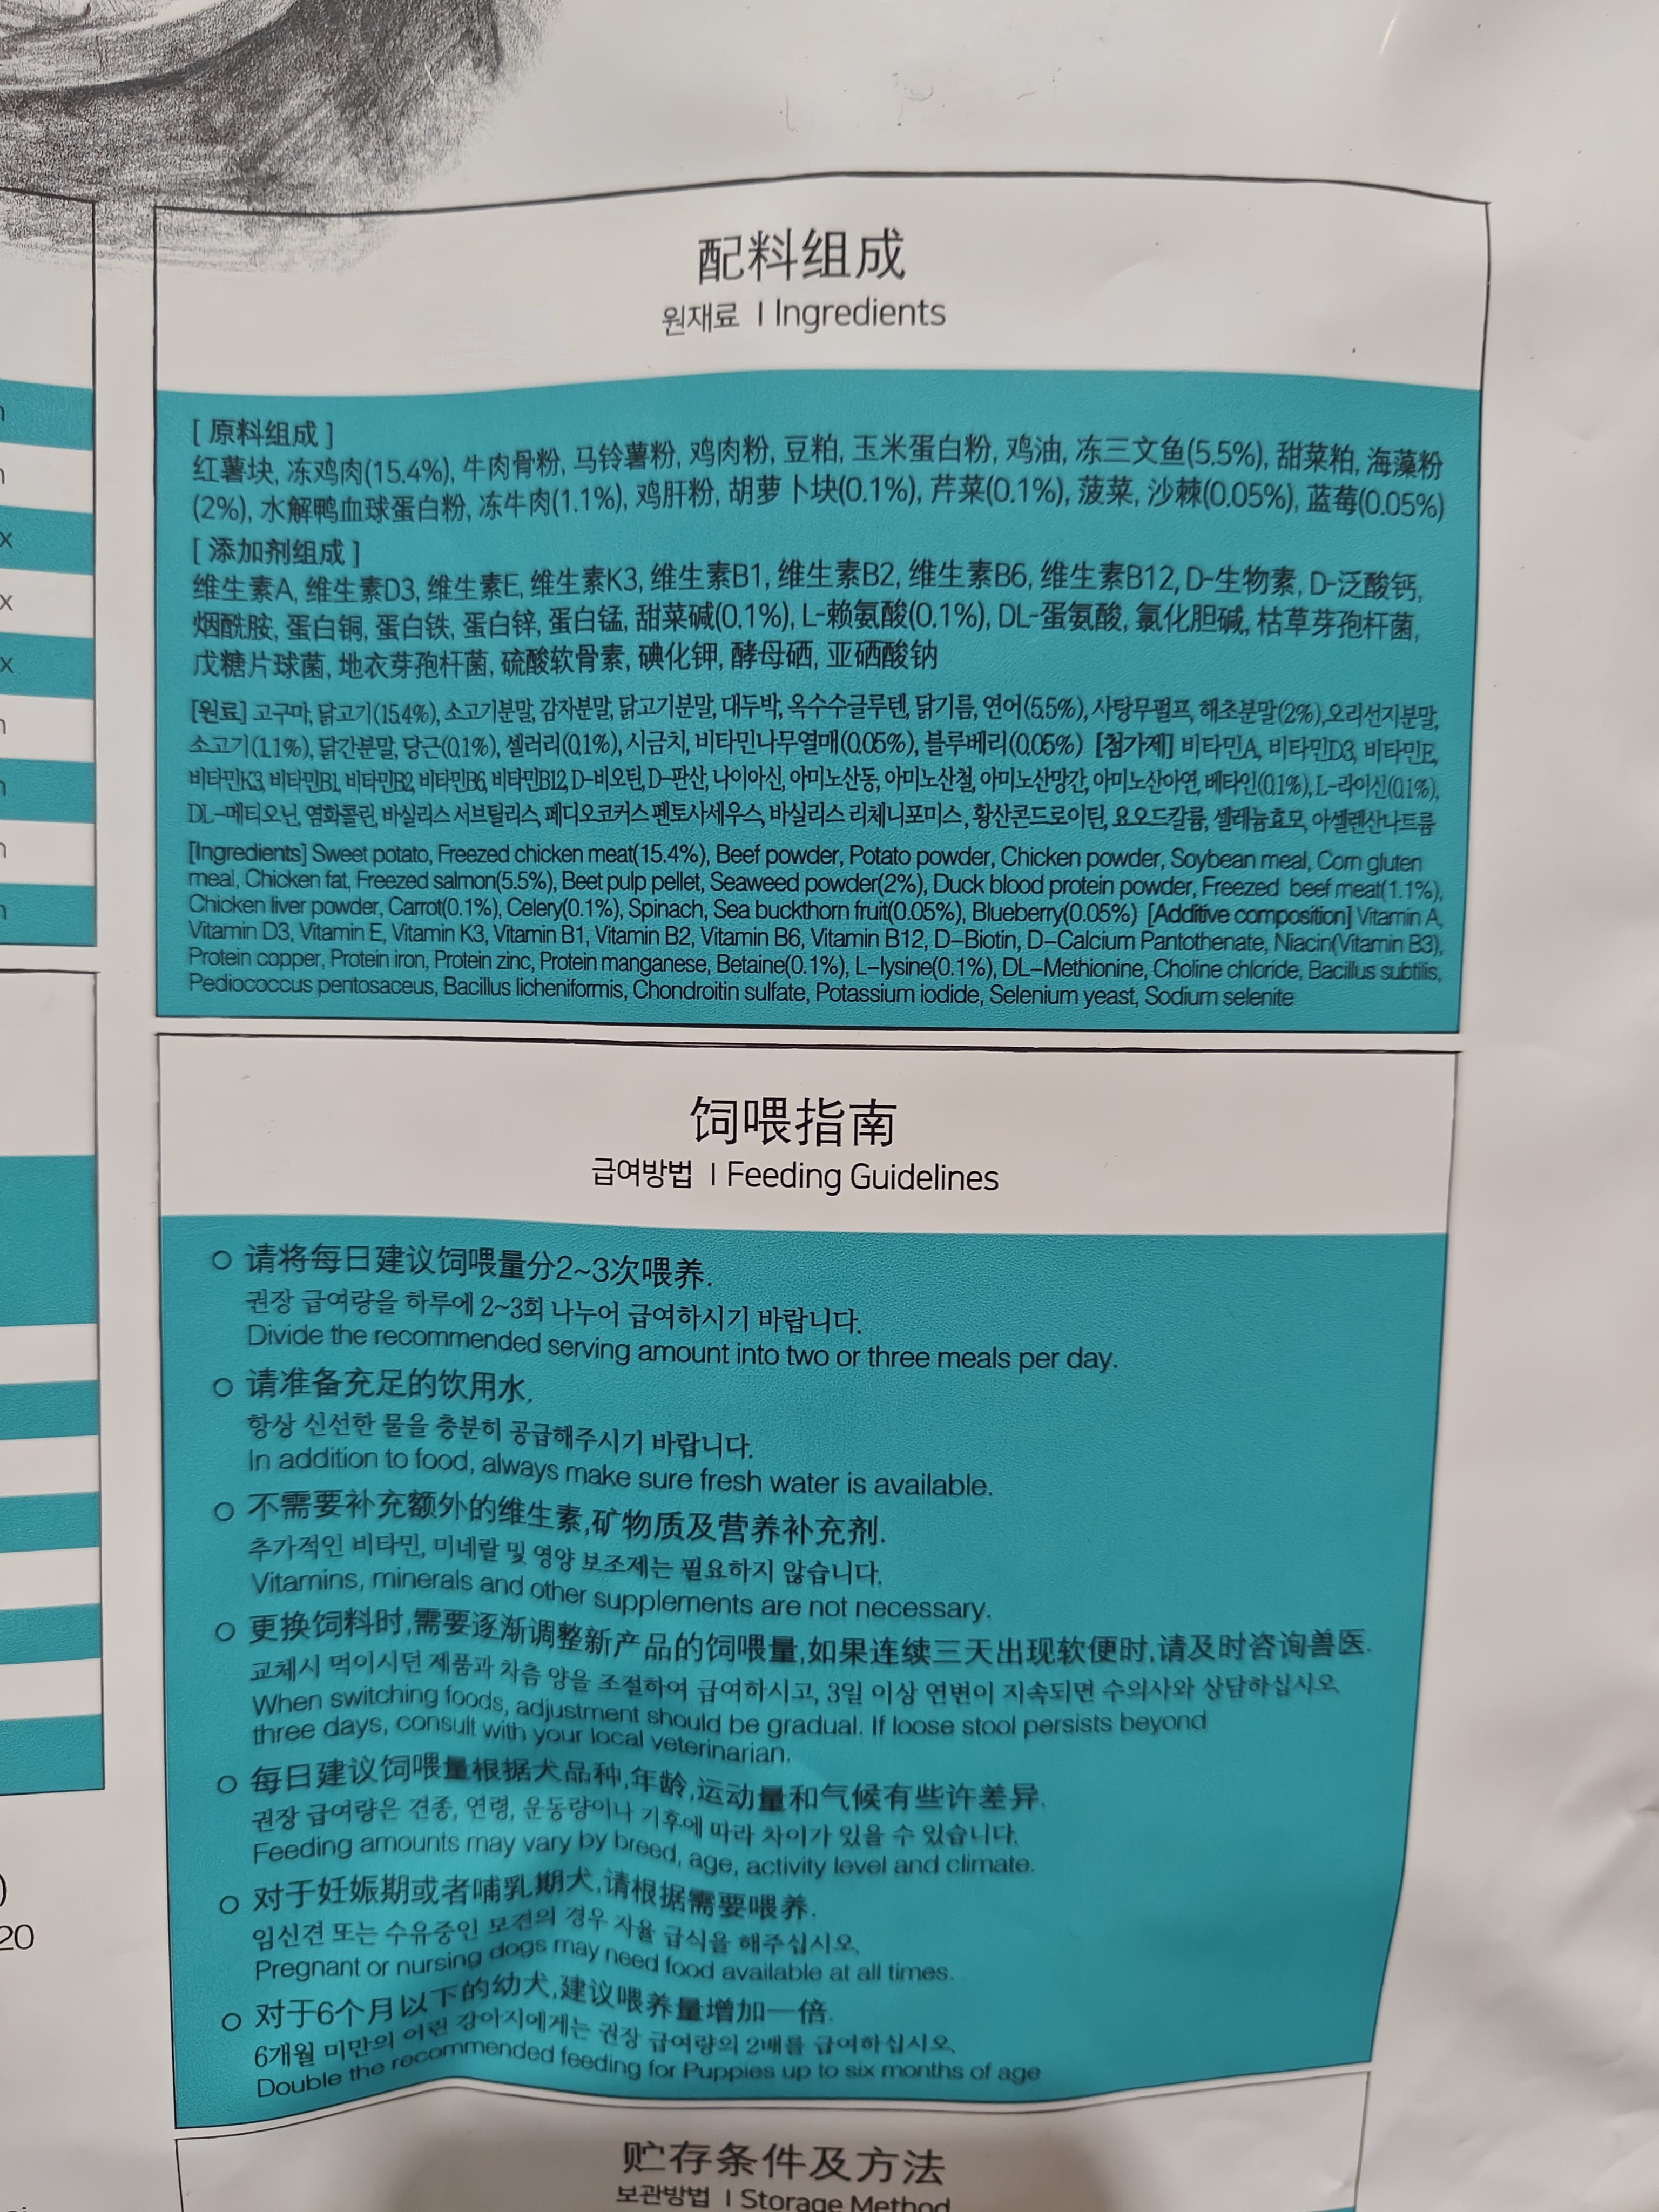 配料组成
원재료 | Ingredients
[ 原料组成 ]
红薯块, 冻鸡肉(15.4%), 牛肉骨粉, 马铃薯粉, 鸡肉粉, 豆粕, 玉米蛋白粉, 鸡油, 冻三文鱼(5.5%), 甜菜粕, 海藻粉
(2%), 水解鸭血球蛋白粉, 冻牛肉(1.1%), 鸡肝粉, 胡萝卜块(0.1%), 芹菜(0.1%), 菠菜, 沙棘(0.05%), 蓝莓(0.05%)
[ 添加剂组成 ]
维生素A, 维生素D3, 维生素E, 维生素K3, 维生素B1, 维生素B2, 维生素B6, 维生素B12, D-生物素, D-泛酸钙,
烟酰胺, 蛋白铜, 蛋白铁, 蛋白锌, 蛋白锰, 甜菜碱(0.1%), L-赖氨酸(0.1%), DL-蛋氨酸, 氯化胆碱, 枯草芽孢杆菌,
戊糖片球菌, 地衣芽孢杆菌, 硫酸软骨素, 碘化钾, 酵母硒, 亚硒酸钠
[원료] 고구마, 닭고기(15.4%), 소고기분말, 감자분말, 닭고기분말, 대두박, 옥수수글루텐, 닭기름, 연어(5.5%), 사탕무펄프, 해초분말(2%),오리선지분말,
소고기(1.1%), 닭간분말, 당근(0.1%), 셀러리(0.1%), 시금치, 비타민나무열매(0.05%), 블루베리(0.05%) [첨가제] 비타민A, 비타민D3, 비타민E,
비타민K3, 비타민B1, 비타민B2, 비타민B6, 비타민B12, D-비오틴, D-판산, 나이아신, 아미노산동, 아미노산철, 아미노산망간, 아미노산아연, 베타인(0.1%), L-라이신(0.1%),
DL-메티오닌, 염화콜린, 바실리스 서브틸리스, 페디오코커스 펜토사세우스, 바실리스 리체니포미스, 황산콘드로이틴, 요오드칼륨, 셀레늄효모, 아셀렌산나트륨
[Ingredients] Sweet potato, Freezed chicken meat(15.4%), Beef powder, Potato powder, Chicken powder, Soybean meal, Corn gluten
meal, Chicken fat, Freezed salmon(5.5%), Beet pulp pellet, Seaweed powder(2%), Duck blood protein powder, Freezed beef meat(1.1%),
Chicken liver powder, Carrot(0.1%), Celery(0.1%), Spinach, Sea buckthorn fruit(0.05%), Blueberry(0.05%) [Additive composition] Vitamin A,
Vitamin D3, Vitamin E, Vitamin K3, Vitamin B1, Vitamin B2, Vitamin B6, Vitamin B12, D-Biotin, D-Calcium Pantothenate, Niacin(Vitamin B3),
Protein copper, Protein iron, Protein zinc, Protein manganese, Betaine(0.1%), L-lysine(0.1%), DL-Methionine, Choline chloride, Bacillus subtilis,
Pediococcus pentosaceus, Bacillus licheniformis, Chondroitin sulfate, Potassium iodide, Selenium yeast, Sodium selenite
饲喂指南
급여방법 | Feeding Guidelines
○ 请将每日建议饲喂量分2~3次喂养.
권장 급여량을 하루에 2~3회 나누어 급여하시기 바랍니다.
Divide the recommended serving amount into two or three meals per day.
○ 请准备充足的饮用水.
항상 신선한 물을 충분히 공급해주시기 바랍니다.
In addition to food, always make sure fresh water is available.
○ 不需要补充额外的维生素,矿物质及营养补充剂.
추가적인 비타민, 미네랄 및 영양 보조제는 필요하지 않습니다.
Vitamins, minerals and other supplements are not necessary.
○ 更换饲料时,需要逐渐调整新产品的饲喂量,如果连续三天出现软便时,请及时咨询兽医.
교체시 먹이시던 제품과 차츰 양을 조절하여 급여하시고, 3일 이상 연변이 지속되면 수의사와 상담하십시오.
When switching foods, adjustment should be gradual. If loose stool persists beyond
three days, consult with your local veterinarian.
○ 每日建议饲喂量根据犬品种,年龄,运动量和气候有些许差异.
권장 급여량은 견종, 연령, 운동량이나 기후에 따라 차이가 있을 수 있습니다.
Feeding amounts may vary by breed, age, activity level and climate.
○ 对于妊娠期或者哺乳期犬,请根据需要喂养.
임신견 또는 수유중인 모견의 경우 자율 급식을 해주십시오.
Pregnant or nursing dogs may need food available at all times.
○ 对于6个月以下的幼犬,建议喂养量增加一倍.
6개월 미만의 어린 강아지에게는 권장 급여량의 2배를 급여하십시오.
Double the recommended feeding for Puppies up to six months of age
20
贮存条件及方法
보관방법 | Storage Method